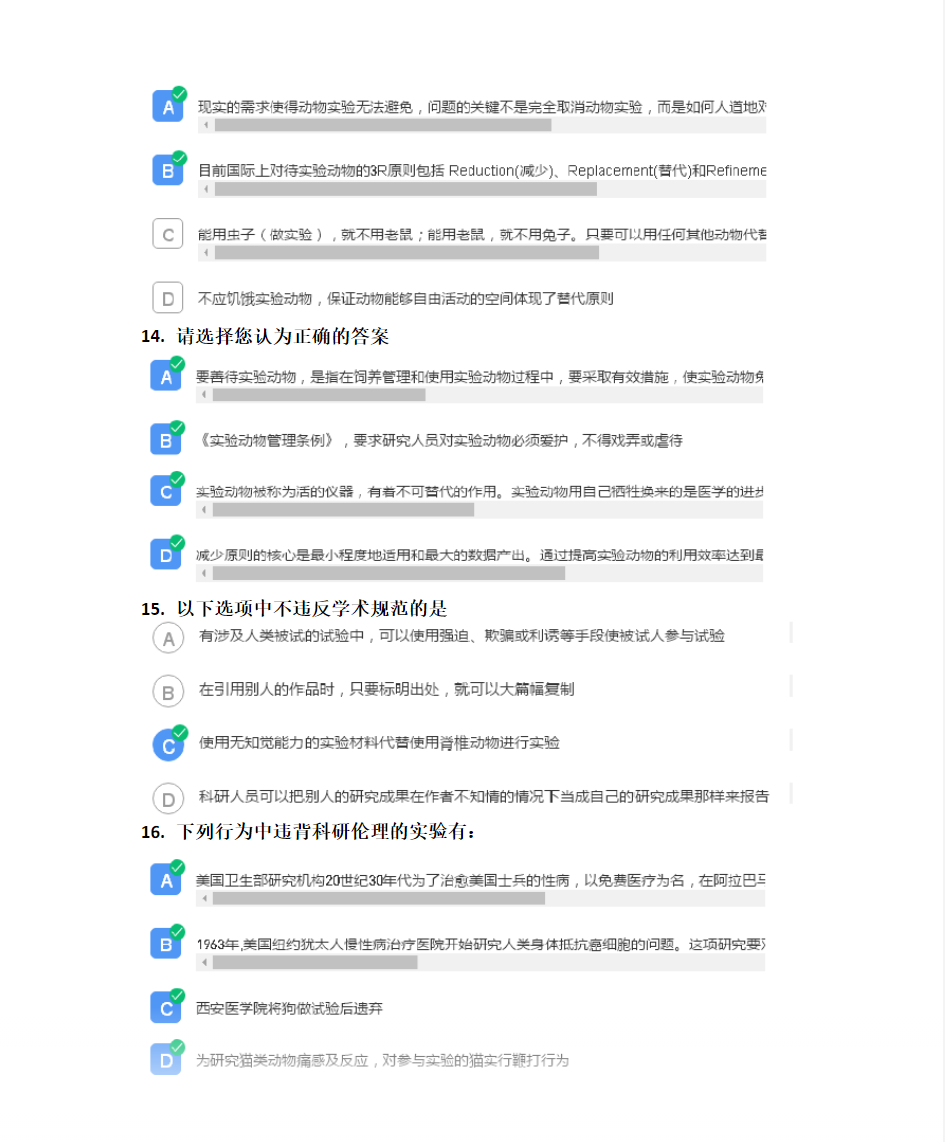 A 现实的需求使得动物实验无法避免，问题的关键不是完全取消动物实验，而是如何人道地对
B 目前国际上对待实验动物的3R原则包括 Reduction(减少)、Replacement(替代)和Refineme
C 能用虫子（做实验），就不用老鼠；能用老鼠，就不用兔子。只要可以用任何其他动物代替
D 不应饥饿实验动物，保证动物能够自由活动的空间体现了替代原则
14. 请选择您认为正确的答案
A 要善待实验动物，是指在饲养管理和使用实验动物过程中，要采取有效措施，使实验动物免
B 《实验动物管理条例》，要求研究人员对实验动物必须爱护，不得戏弄或虐待
C 实验动物被称为活的仪器，有着不可替代的作用。实验动物用自己牺牲换来的是医学的进步
D 减少原则的核心是最小程度地适用和最大的数据产出。通过提高实验动物的利用效率达到最
15. 以下选项中不违反学术规范的是
A 有涉及人类被试的试验中，可以使用强迫、欺骗或利诱等手段使被试人参与试验
B 在引用别人的作品时，只要标明出处，就可以大篇幅复制
C 使用无知觉能力的实验材料代替使用脊椎动物进行实验
D 科研人员可以把别人的研究成果在作者不知情的情况下当成自己的研究成果那样来报告
16. 下列行为中违背科研伦理的实验有：
A 美国卫生部研究机构20世纪30年代为了治愈美国士兵的性病，以免费医疗为名，在阿拉巴马
B 1963年,美国纽约犹太人慢性病治疗医院开始研究人类身体抵抗癌细胞的问题。这项研究要对
C 西安医学院将狗做试验后遗弃
D 为研究猫类动物痛感及反应，对参与实验的猫实行鞭打行为